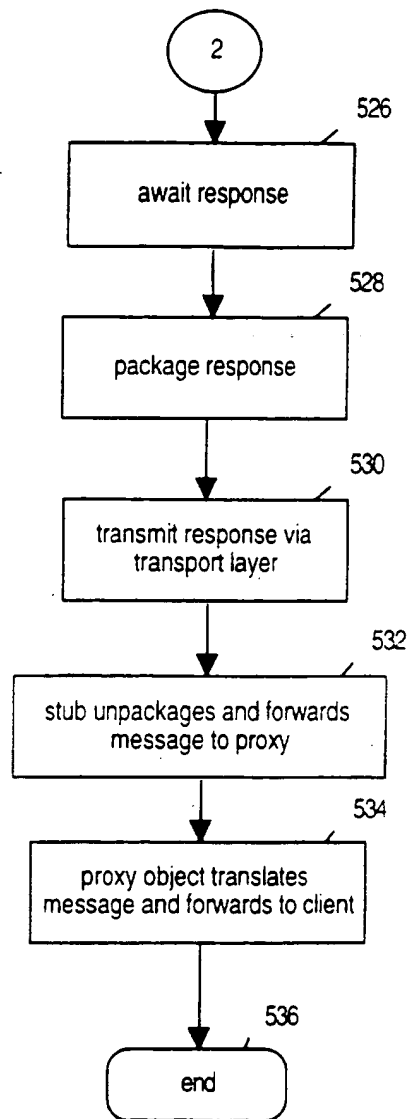 2
526
await response
528
package response
530
transmit response via
transport layer
532
stub unpackages and forwards
message to proxy
534
proxy object translates
message and forwards to client
536
end